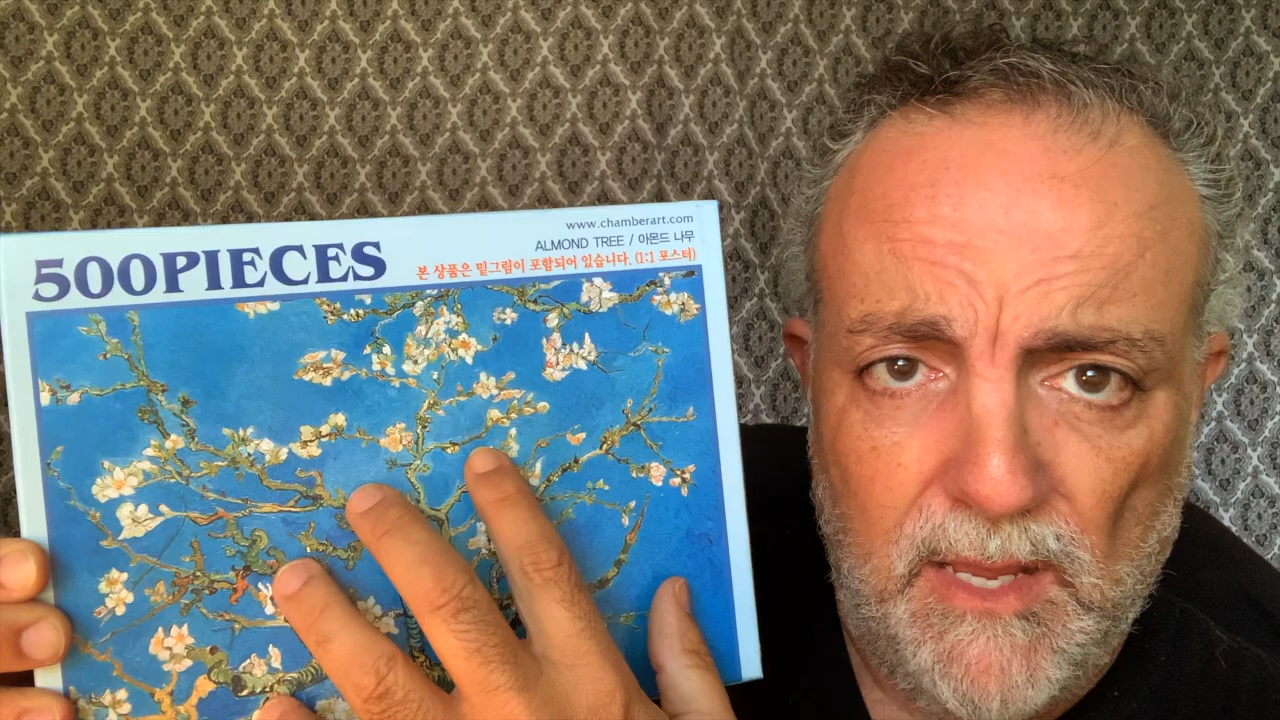 www.chamberart.com
ALMOND TREE / 아몬드 나무
500PIECES
본 상품은 밑그림이 포함되어 있습니다. (1:1 포스터)